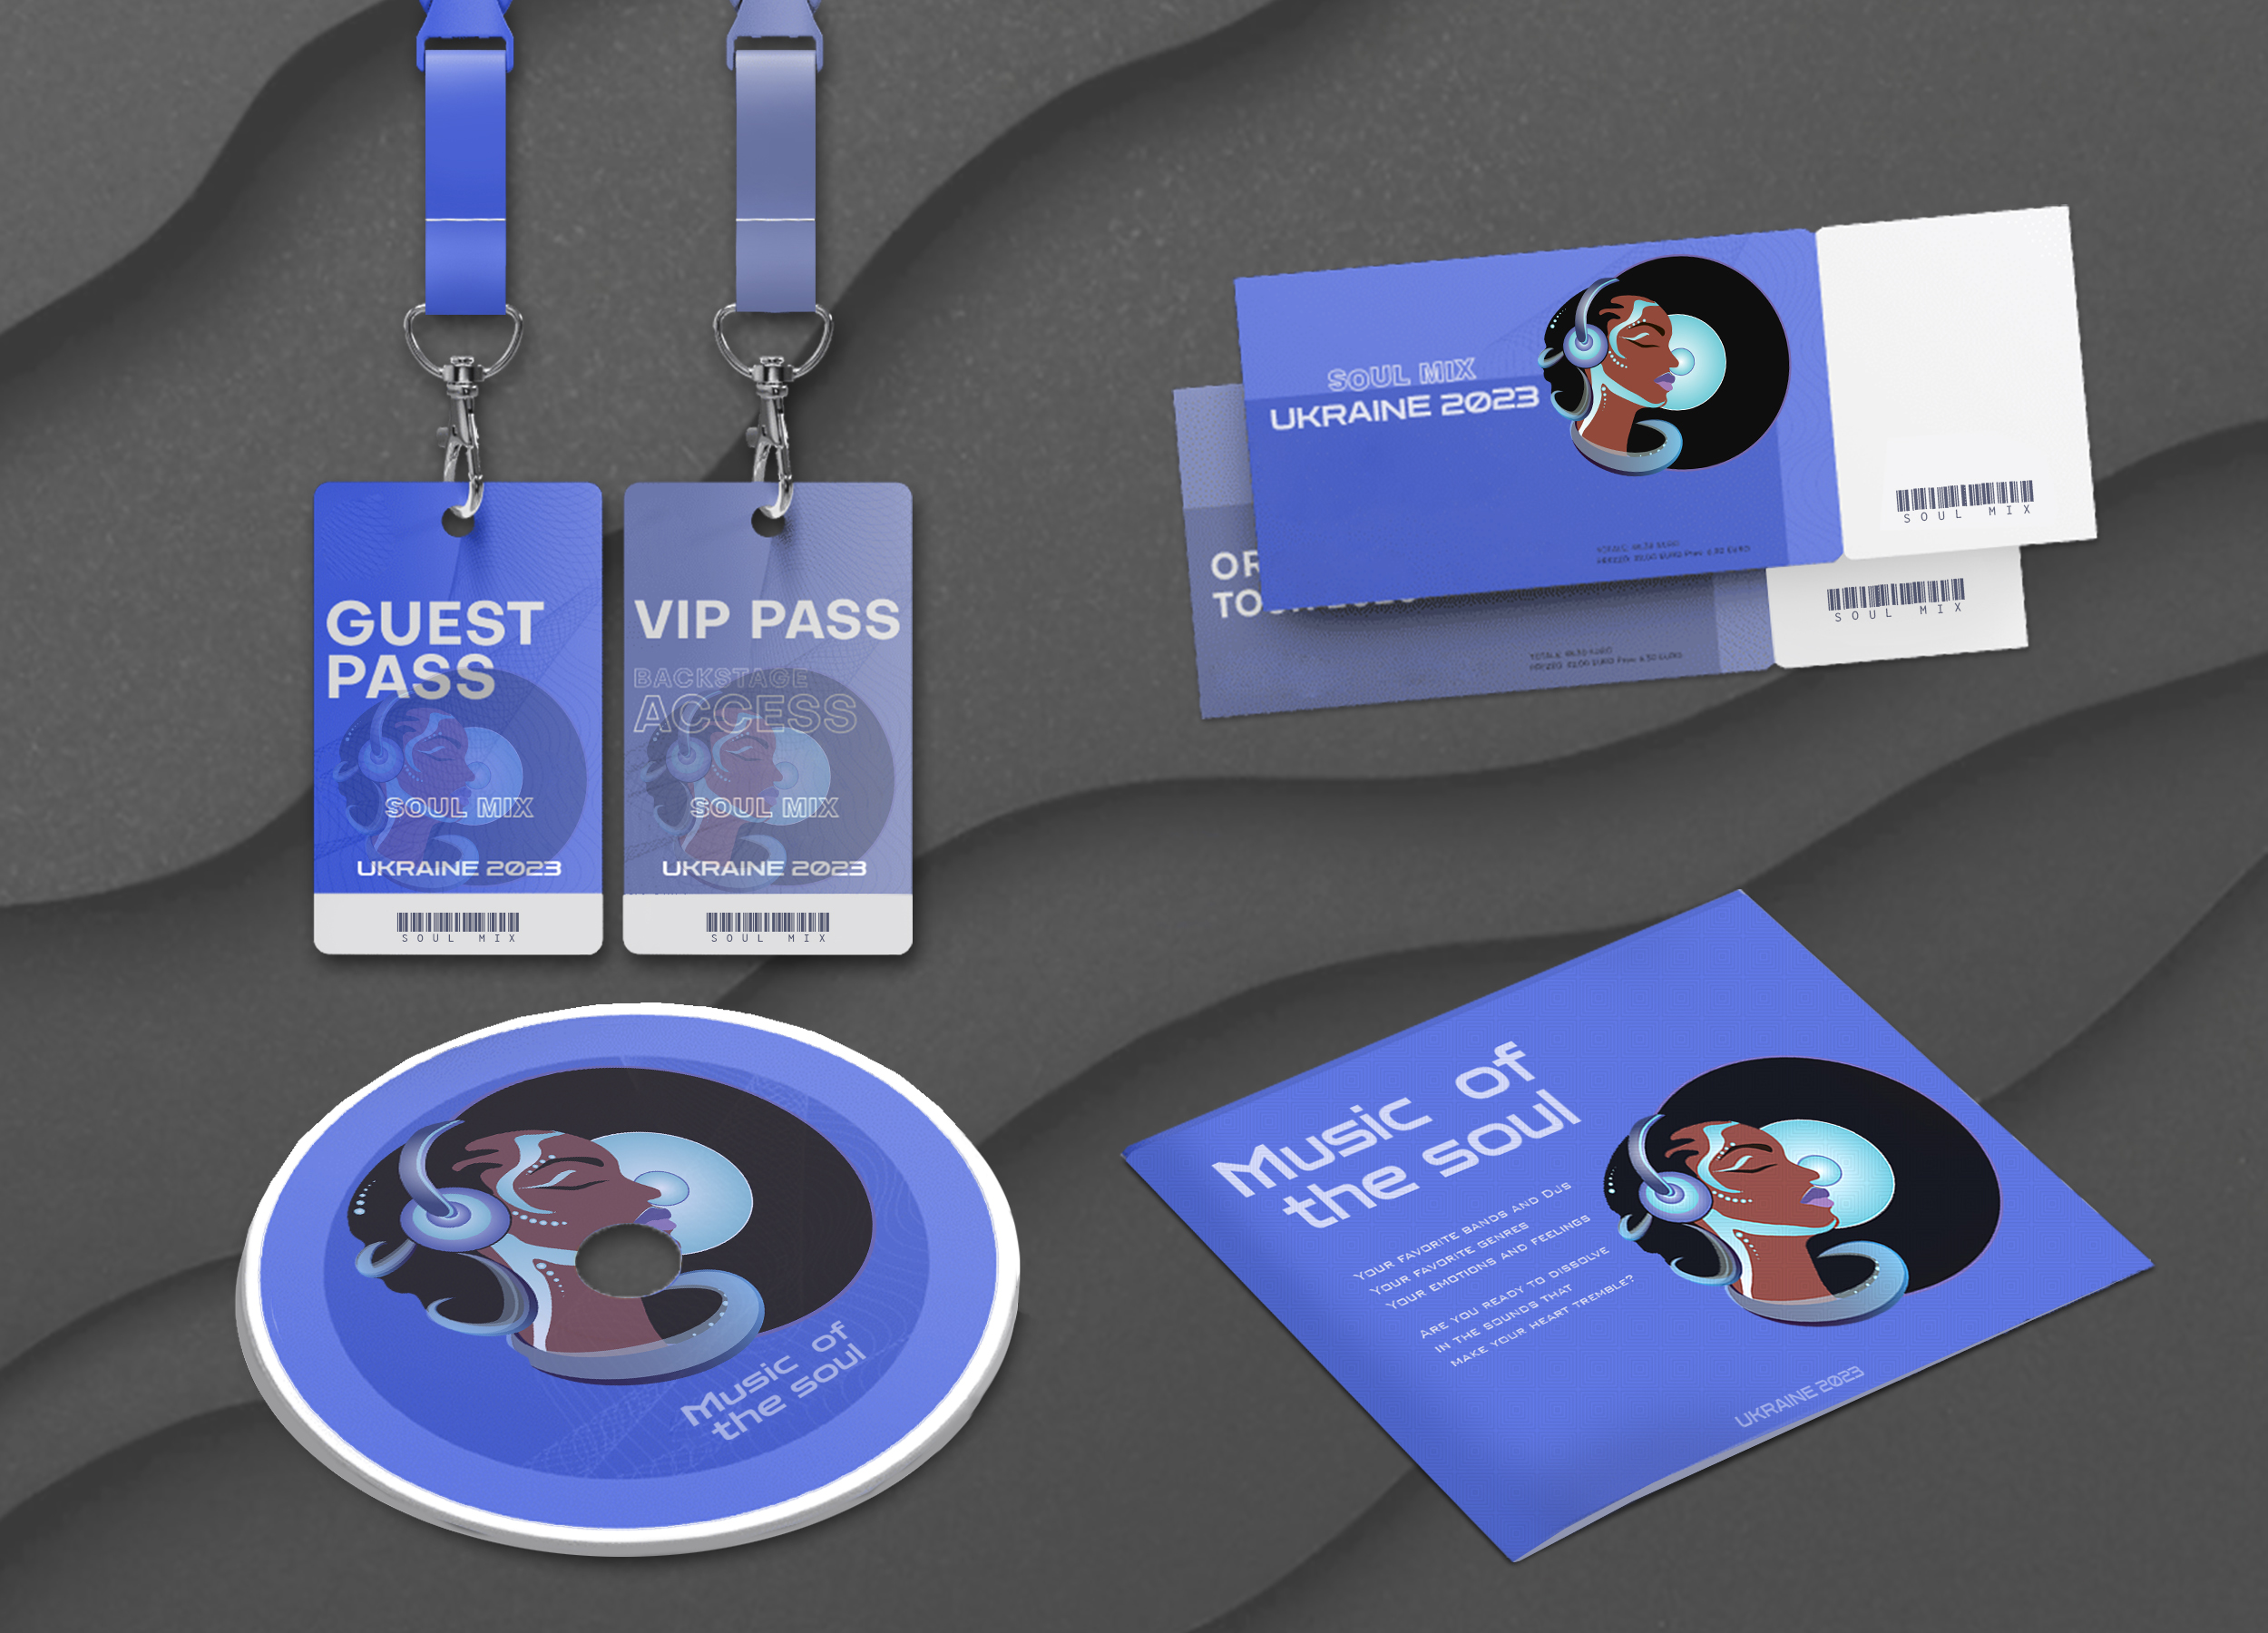 GUEST
PASS
SOUL MIX
UKRAINE 2023
SOUL MIX
VIP PASS
BACKSTAGE
ACCESS
SOUL MIX
UKRAINE 2023
SOUL MIX
SOUL MIX
UKRAINE 2023
SOUL MIX
OR
TO
SOUL MIX
Music of
the soul
Music of
the soul
YOUR FAVORITE BANDS AND DJS
YOUR FAVORITE GENRES
YOUR EMOTIONS AND FEELINGS
ARE YOU READY TO DISSOLVE
IN THE SOUNDS THAT
MAKE YOUR HEART TREMBLE?
UKRAINE 2023